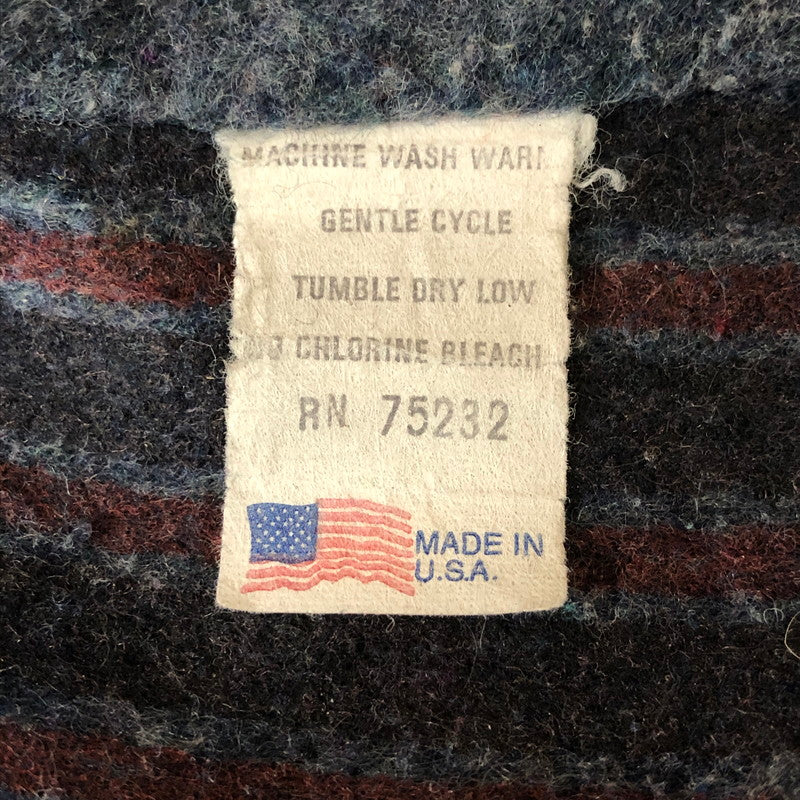 MACHINE WASH WARM
GENTLE CYCLE
TUMBLE DRY LOW
NO CHLORINE BLEACH
RN 75232
MADE IN
U.S.A.